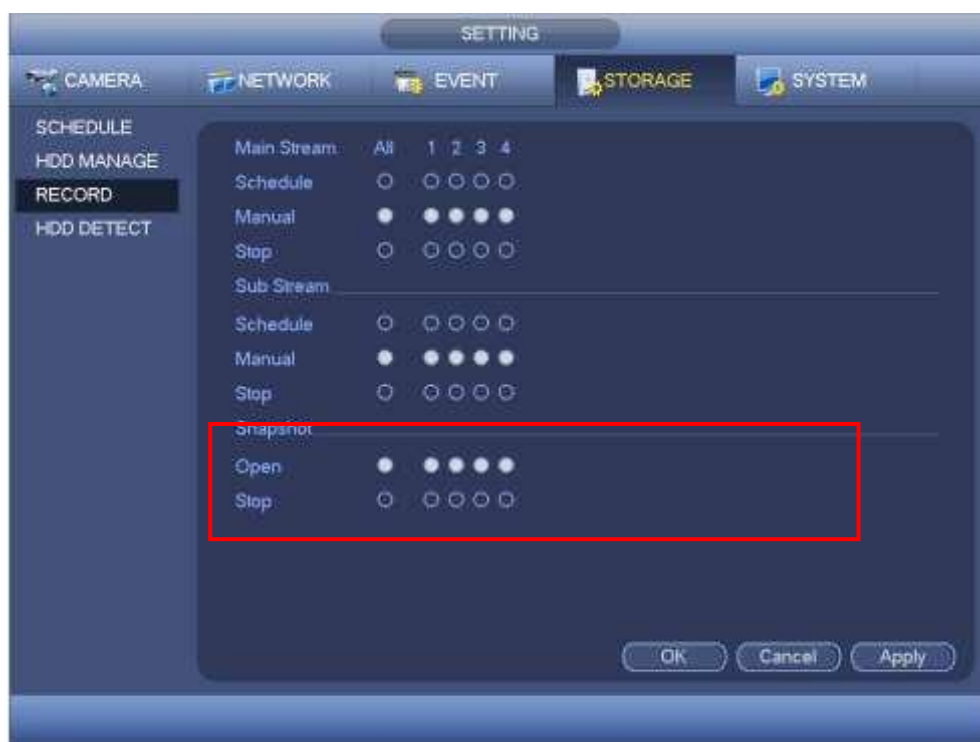 SETTING
CAMERA NETWORK EVENT STORAGE SYSTEM
SCHEDULE
HDD MANAGE
RECORD
HDD DETECT
Main Stream All 1 2 3 4
Schedule
Manual
Stop
Sub Stream
Schedule
Manual
Stop
Snapshot
Open
Stop
OK Cancel Apply